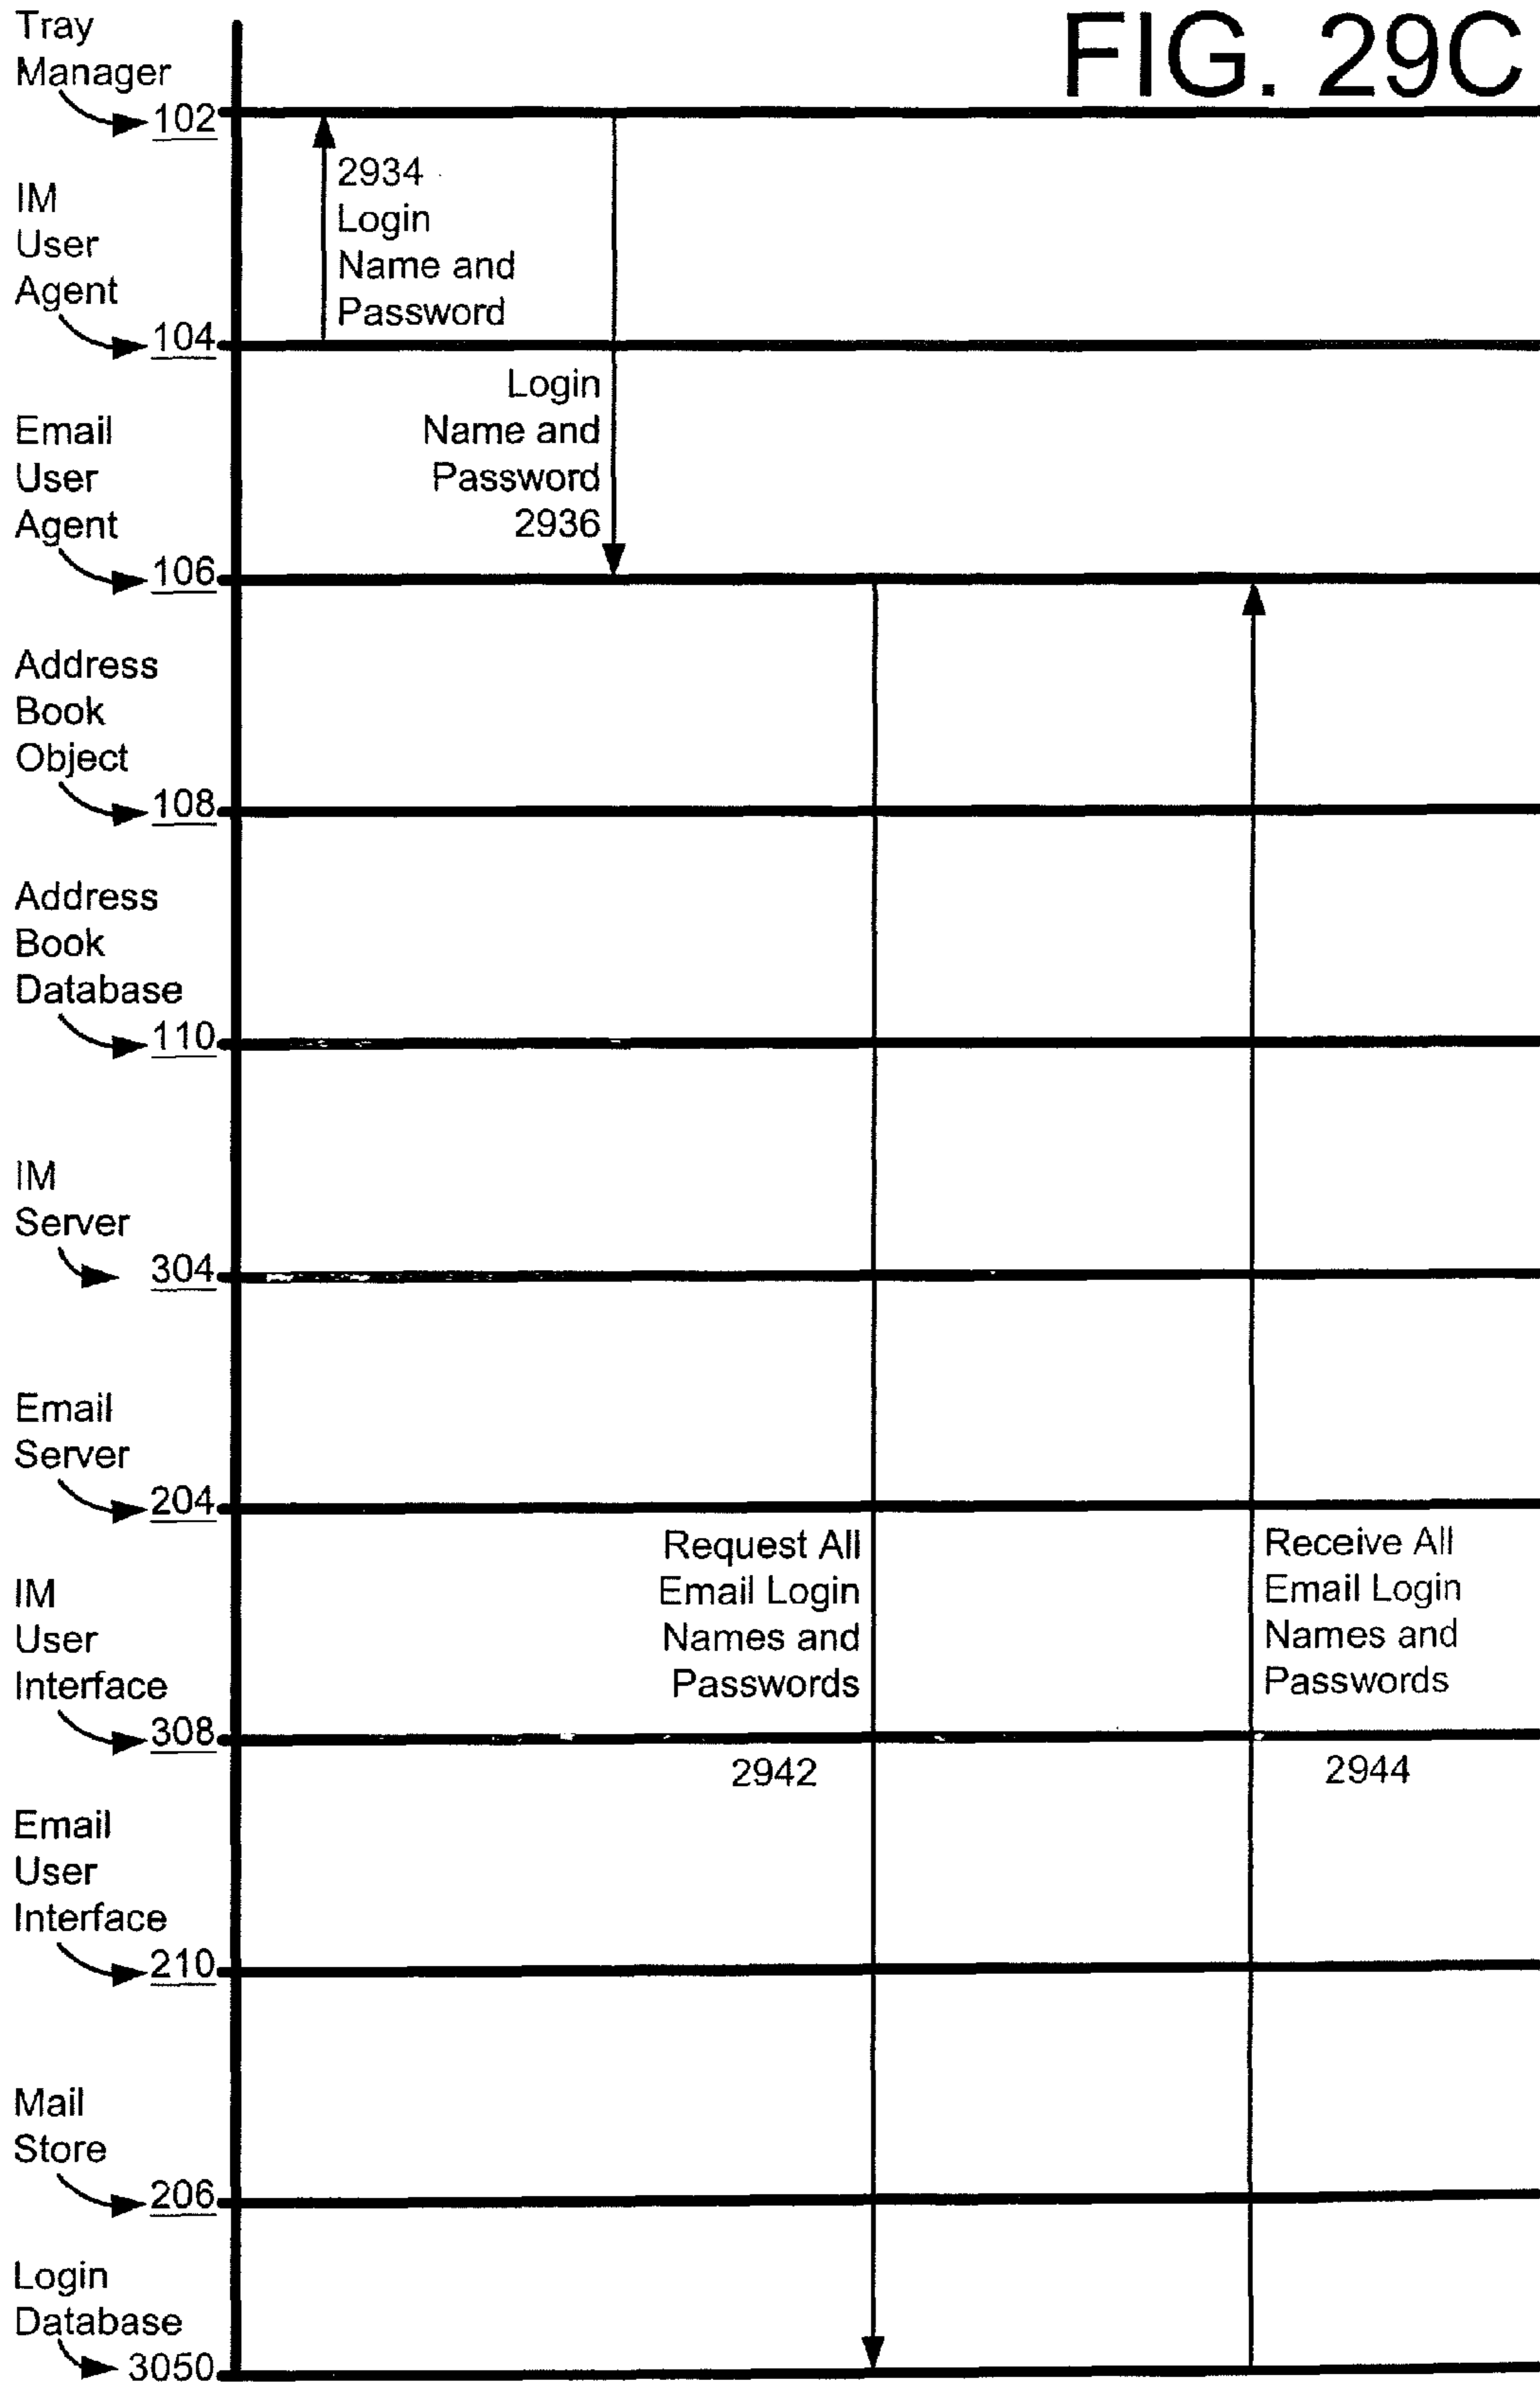 FIG. 29C
Tray
Manager
102
2934
Login
Name and
Password
IM
User
Agent
104
Login
Name and
Password
2936
Email
User
Agent
106
Address
Book
Object
108
Address
Book
Database
110
IM
Server
304
Email
Server
204
Request All
Email Login
Names and
Passwords
2942
Receive All
Email Login
Names and
Passwords
2944
IM
User
Interface
308
Email
User
Interface
210
Mail
Store
206
Login
Database
3050